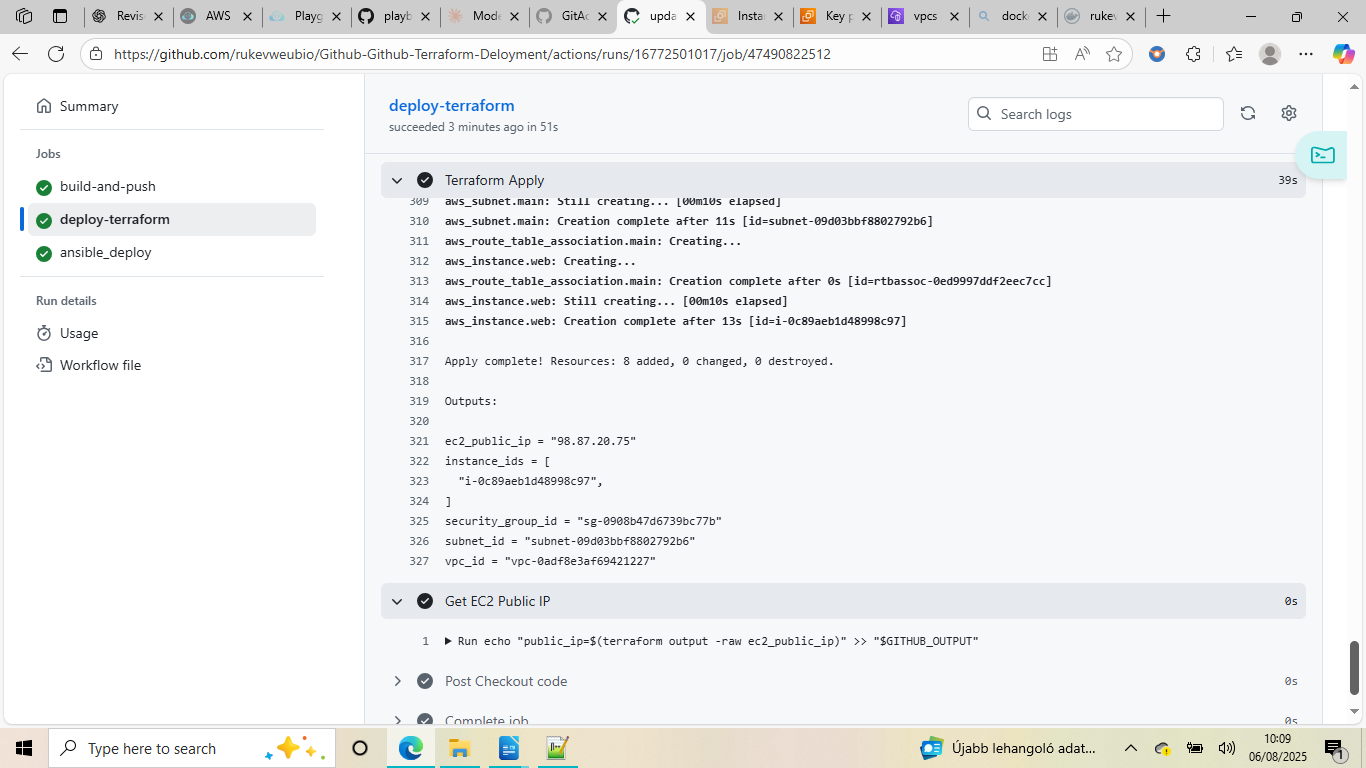 Revis
AWS
Playg
playb
Mode
GitAc
upda
Instar
Key p
vpcs
dock
rukev
https://github.com/rukevweubio/Github-Github-Terraform-Deloyment/actions/runs/16772501017/job/47490822512
Summary
Jobs
build-and-push
deploy-terraform
ansible_deploy
Run details
Usage
Workflow file
deploy-terraform
succeeded 3 minutes ago in 51s
Search logs
Terraform Apply 39s
309 aws_subnet.main: Still creating... [00m10s elapsed]
310 aws_subnet.main: Creation complete after 11s [id=subnet-09d03bbf8802792b6]
311 aws_route_table_association.main: Creating...
312 aws_instance.web: Creating...
313 aws_route_table_association.main: Creation complete after 0s [id=rtbassoc-0ed9997ddf2eec7cc]
314 aws_instance.web: Still creating... [00m10s elapsed]
315 aws_instance.web: Creation complete after 13s [id=i-0c89aeb1d48998c97]
316
317 Apply complete! Resources: 8 added, 0 changed, 0 destroyed.
318
319 Outputs:
320
321 ec2_public_ip = "98.87.20.75"
322 instance_ids = [
323 "i-0c89aeb1d48998c97",
324 ]
325 security_group_id = "sg-0908b47d6739bc77b"
326 subnet_id = "subnet-09d03bbf8802792b6"
327 vpc_id = "vpc-0adf8e3af69421227"
Get EC2 Public IP 0s
1 Run echo "public_ip=$(terraform output -raw ec2_public_ip)" >> "$GITHUB_OUTPUT"
Post Checkout code 0s
Complete job 0s
Type here to search
Újabb lehangoló adat...
10:09
06/08/2025
1